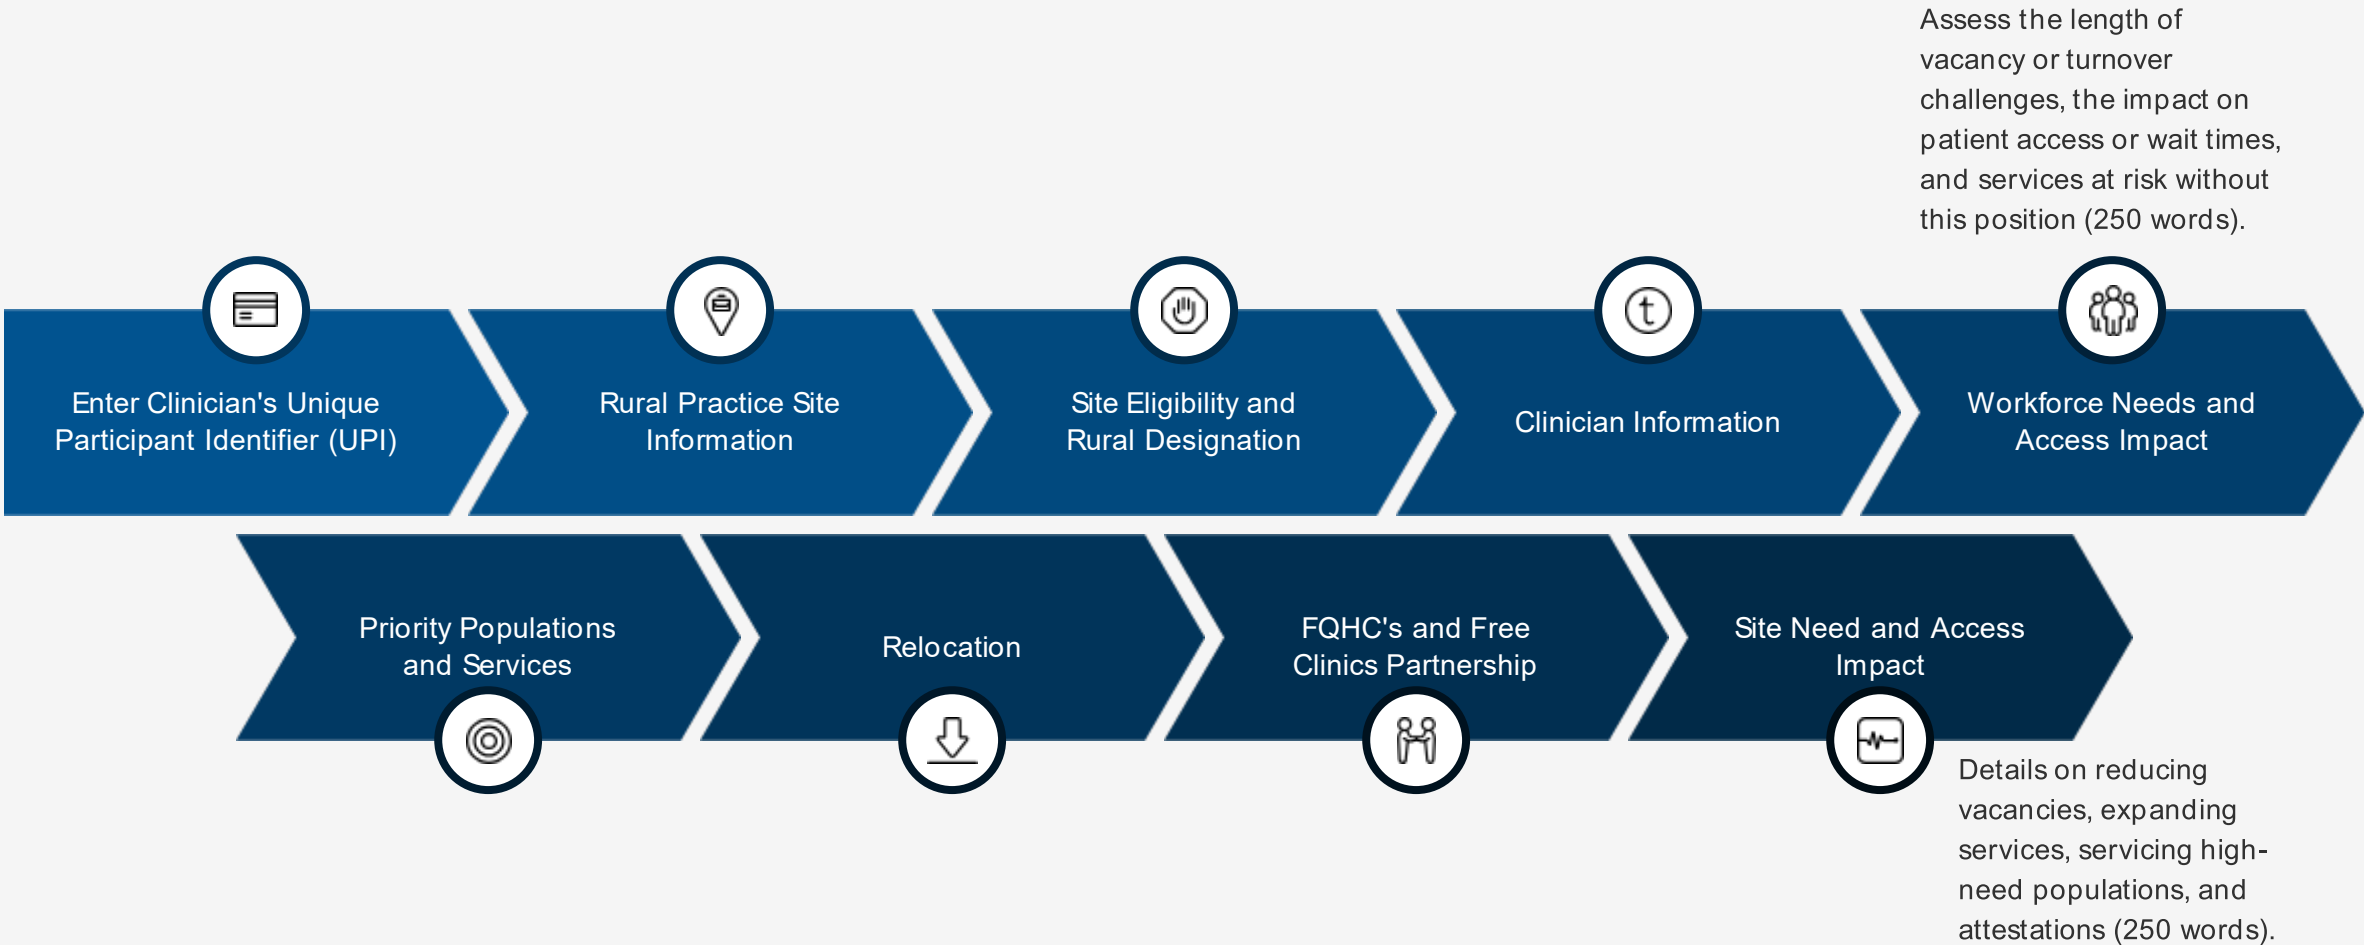 Assess the length of
vacancy or turnover
challenges, the impact on
patient access or wait times,
and services at risk without
this position (250 words).
Enter Clinician's Unique
Participant Identifier (UPI)
Rural Practice Site
Information
Site Eligibility and
Rural Designation
t
Clinician Information
Workforce Needs and
Access Impact
Priority Populations
and Services
Relocation
FQHC's and Free
Clinics Partnership
Site Need and Access
Impact
Details on reducing
vacancies, expanding
services, servicing high-
need populations, and
attestations (250 words).